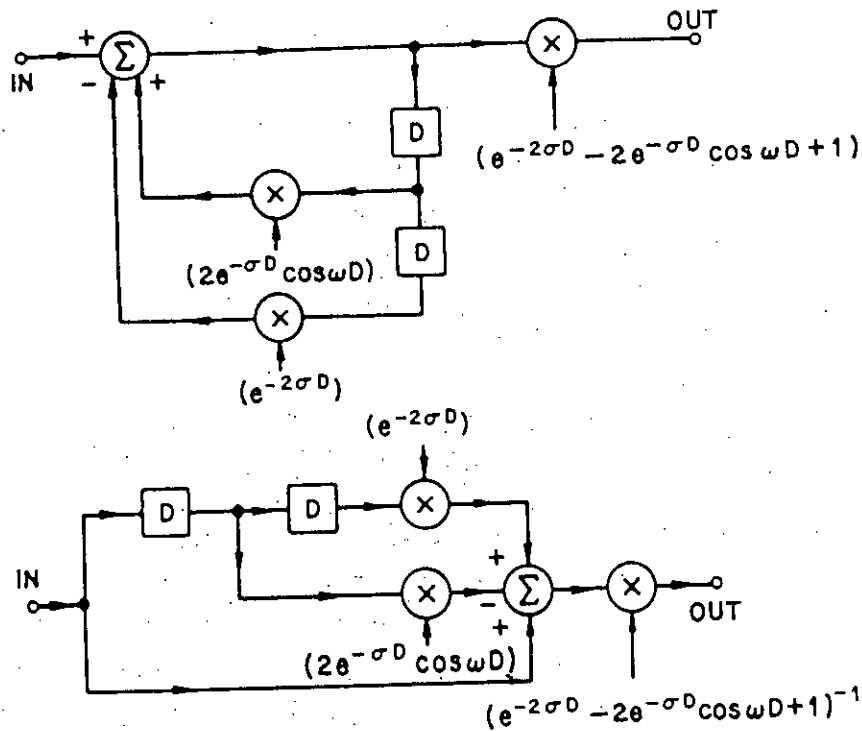 OUT
+
Σ
×
IN
-
+
D
(e^{-2σD} - 2e^{-σD} cos ωD + 1)
×
D
(2e^{-σD} cos ωD)
×
(e^{-2σD})
(e^{-2σD})
D
D
×
+
IN
×
-
Σ
×
OUT
+
(2e^{-σD} cos ωD)
(e^{-2σD} - 2e^{-σD} cos ωD + 1)^{-1}